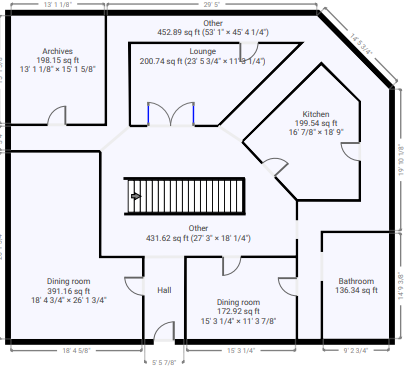 13' 1 1/8"
29' 5"
Other
452.89 sq ft (53' 1" × 45' 4 1/4")
Archives
198.15 sq ft
13' 1 1/8" × 15' 1 5/8"
Lounge
200.74 sq ft (23' 5 3/4" × 11' 3 1/4")
14' 5 3/4"
Kitchen
199.54 sq ft
16' 7 7/8" × 18' 9"
19' 10 1/8"
Other
431.62 sq ft (27' 3" × 18' 1/4")
Dining room
391.16 sq ft
18' 4 3/4" × 26' 1 3/4"
Hall
Dining room
172.92 sq ft
15' 3 1/4" × 11' 3 7/8"
Bathroom
136.34 sq ft
14' 9 3/8"
18' 4 5/8"
5' 5 7/8"
15' 3 1/4"
9' 2 3/4"